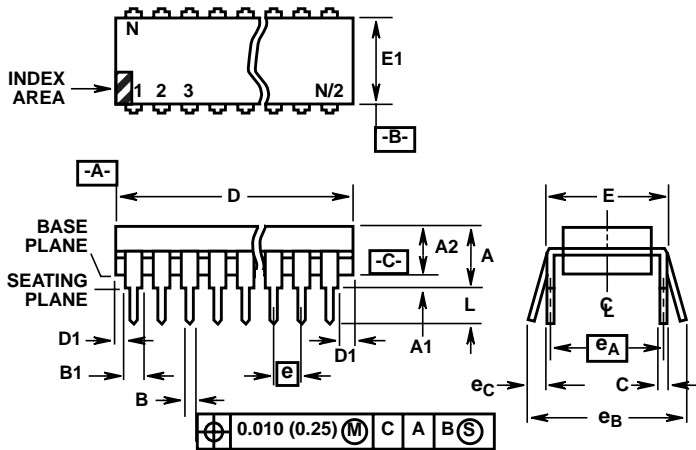 N
E1
INDEX
AREA
1 2 3 N/2
-B-
-A-
D
E
BASE
PLANE
A2
A
-C-
SEATING
PLANE
L
C
L
D1
A1
D1
e
eA
B1
eC
C
B
eB
0.010 (0.25) M C A B S